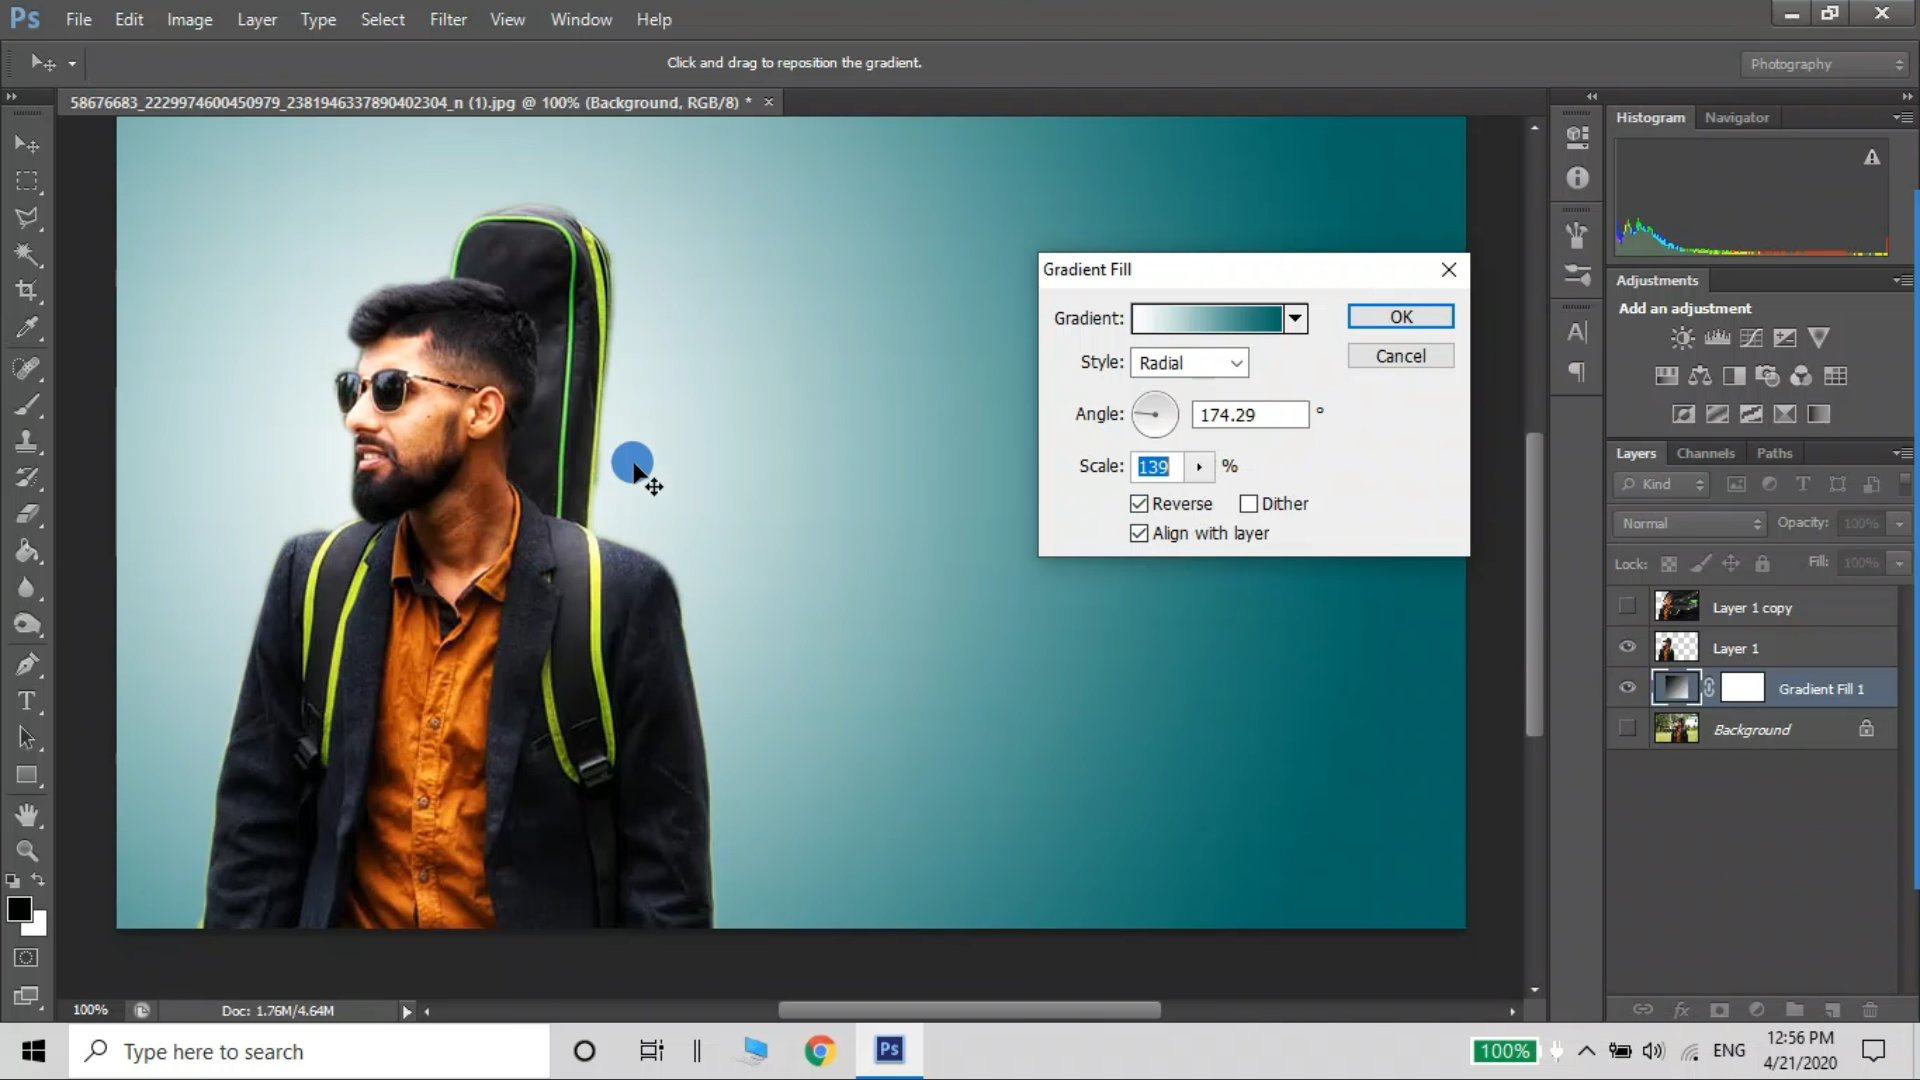 Ps File Edit Image Layer Type Select Filter View Window Help
Click and drag to reposition the gradient.
Photography
58676683_2229974600450979_2381946337890402304_n (1).jpg @ 100% (Background, RGB/8) *
Histogram Navigator
Gradient Fill
Gradient:
OK
Style: Radial
Cancel
Angle: 174.29 °
Scale: 139 %
Reverse Dither
Align with layer
Adjustments
Add an adjustment
Layers Channels Paths
Kind
Normal Opacity: 100%
Lock: Fill: 100%
Layer 1 copy
Layer 1
Gradient Fill 1
Background
100% Doc: 1.76M/4.64M
Type here to search
Ps
100%
ENG
12:56 PM
4/21/2020